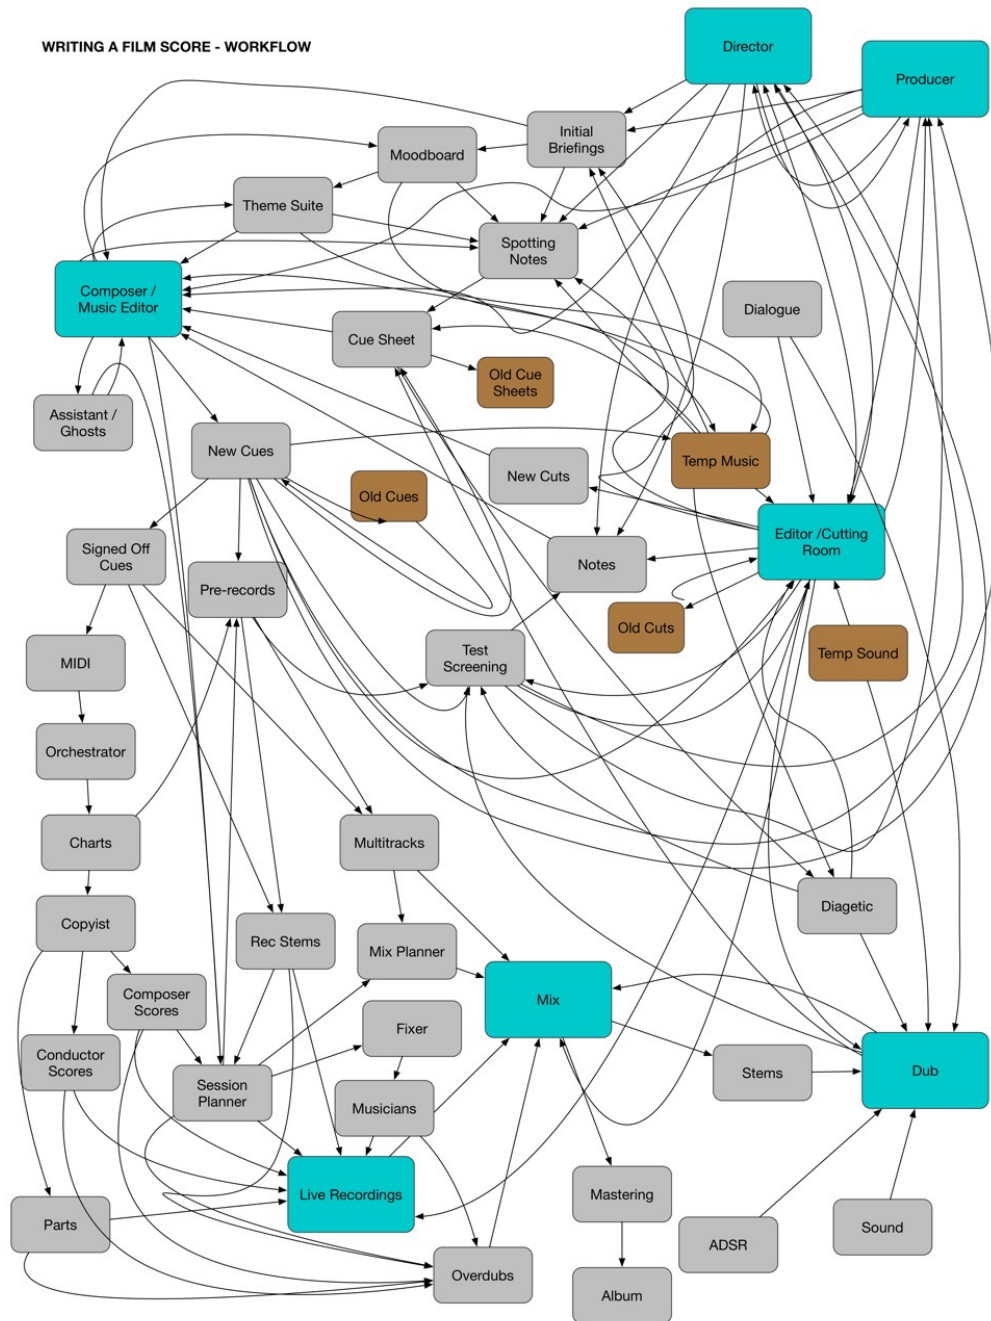 WRITING A FILM SCORE - WORKFLOW
Director
Producer
Initial
Briefings
Moodboard
Theme Suite
Spotting
Notes
Composer /
Music Editor
Dialogue
Cue Sheet
Old Cue
Sheets
Assistant /
Ghosts
New Cues
Temp Music
New Cuts
Old Cues
Editor /Cutting
Room
Signed Off
Cues
Notes
Pre-records
Old Cuts
Temp Sound
Test
Screening
MIDI
Orchestrator
Charts
Multitracks
Copyist
Diagetic
Rec Stems
Mix Planner
Composer
Scores
Mix
Fixer
Conductor
Scores
Session
Planner
Stems
Dub
Musicians
Live Recordings
Mastering
Parts
ADSR
Sound
Overdubs
Album